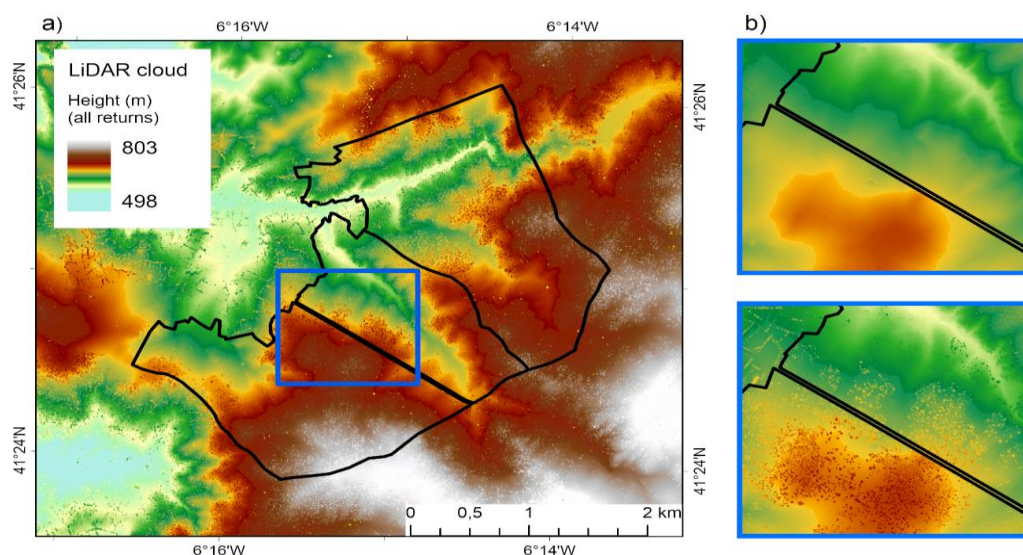 a)
6°16'W
6°14'W
b)
LiDAR cloud
Height (m)
(all returns)
803
498
41°26'N
41°26'N
41°24'N
41°24'N
0 0,5 1 2 km
6°16'W
6°14'W